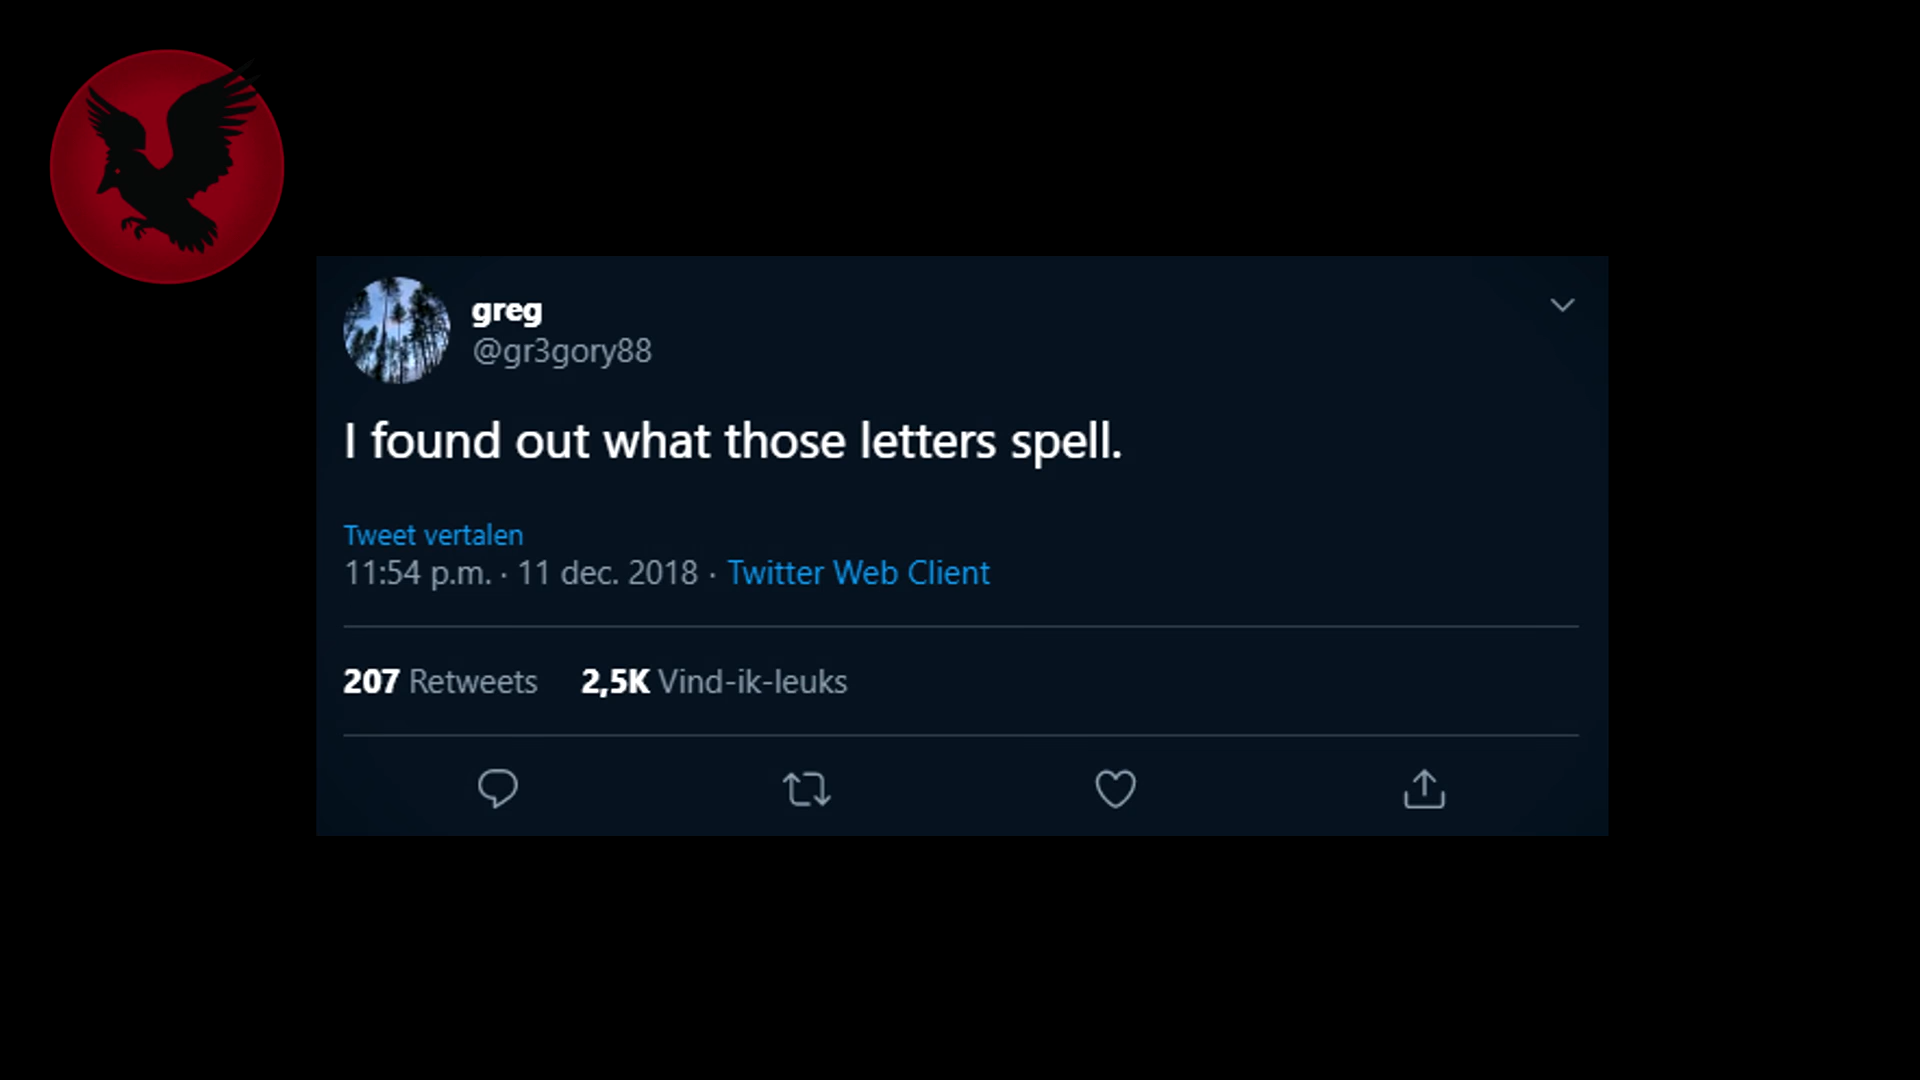 greg
@gr3gory88
I found out what those letters spell.
Tweet vertalen
11:54 p.m. · 11 dec. 2018 · Twitter Web Client
207 Retweets 2,5K Vind-ik-leuks